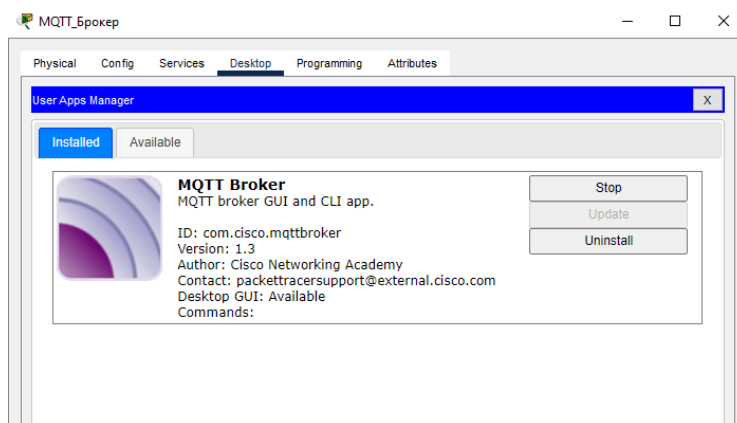 MQTT_Брокер
Physical Config Services Desktop Programming Attributes
User Apps Manager X
Installed Available
MQTT Broker
MQTT broker GUI and CLI app.
ID: com.cisco.mqttbroker
Version: 1.3
Author: Cisco Networking Academy
Contact: packettracersupport@external.cisco.com
Desktop GUI: Available
Commands:
Stop
Update
Uninstall